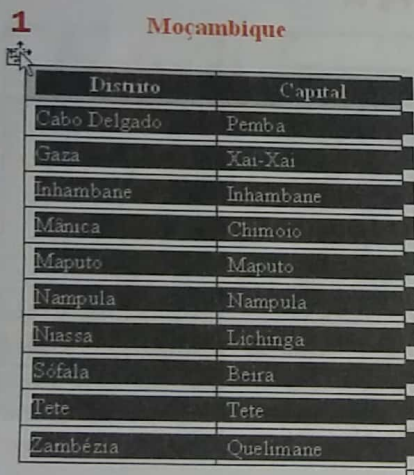 1
Moçambique
Distrito Capital
Cabo Delgado Pemba
Gaza Xai-Xai
Inhambane Inhambane
Mânica Chimoio
Maputo Maputo
Nampula Nampula
Niassa Lichinga
Sófala Beira
Tete Tete
Zambézia Quelimane